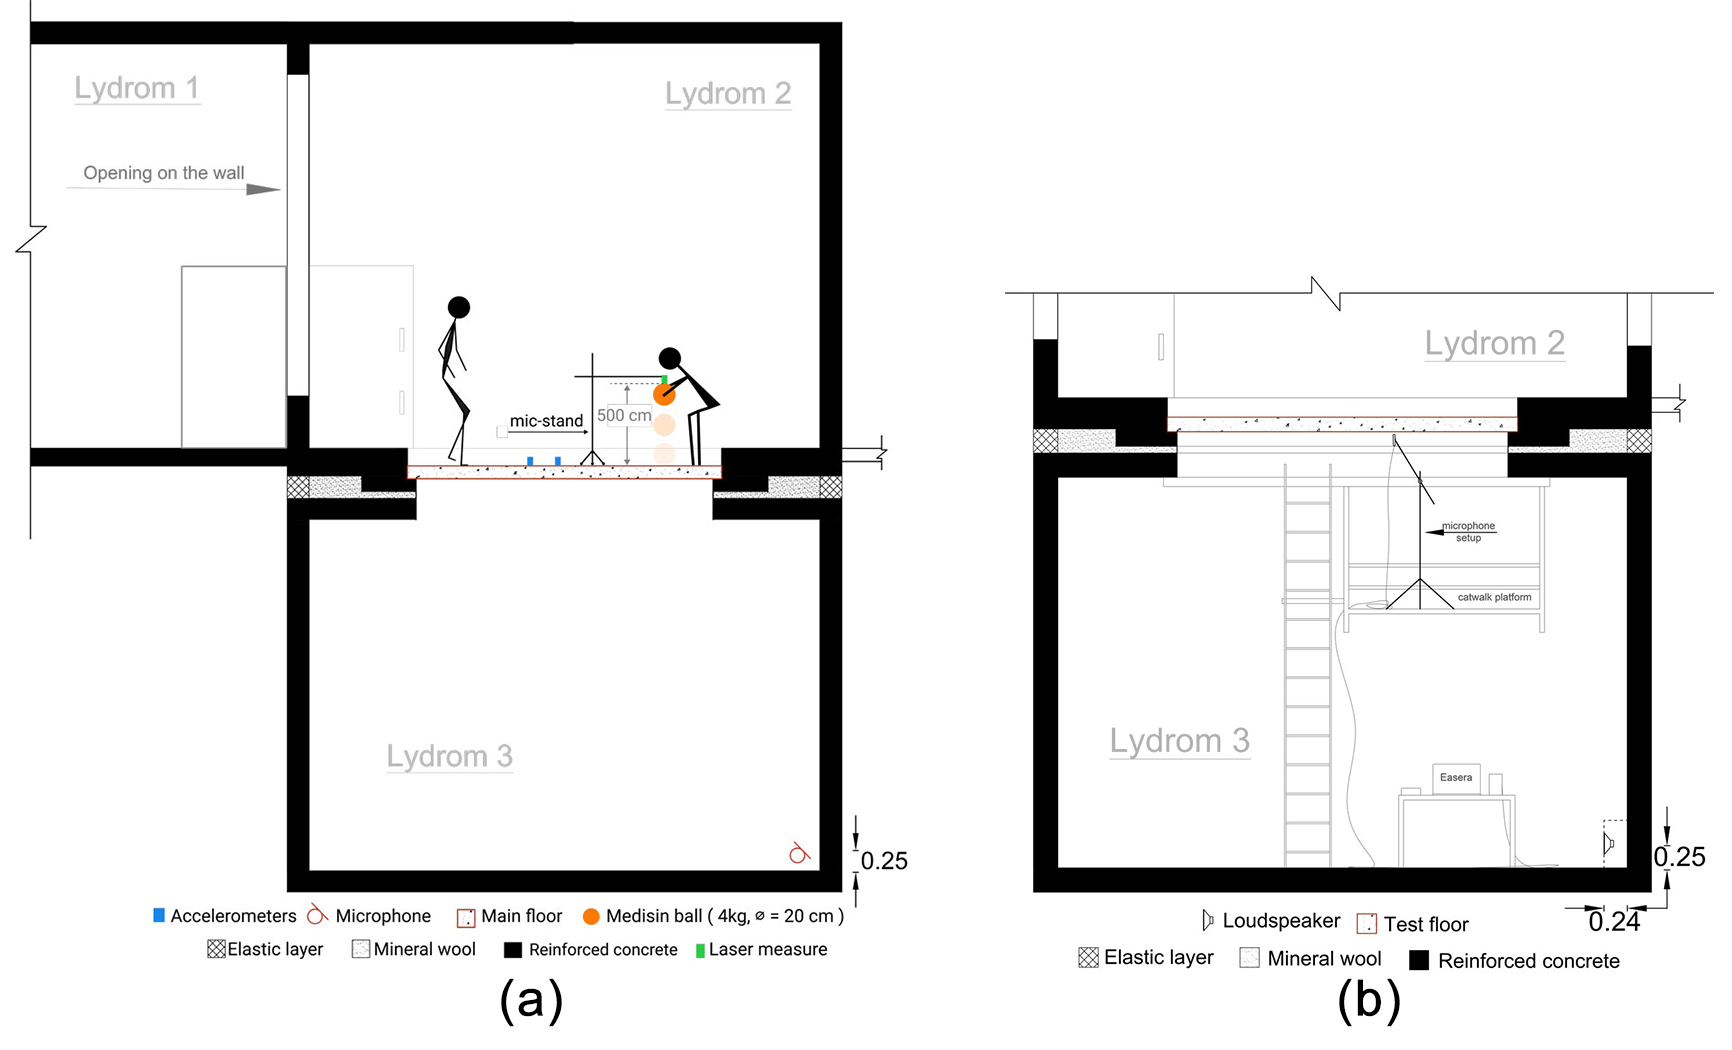 Lydrom 1
Lydrom 2
Opening on the wall
mic-stand
500 cm
Lydrom 3
0.25
Accelerometers
Microphone
Main floor
Medisin ball ( 4kg, ⌀ = 20 cm )
Elastic layer
Mineral wool
Reinforced concrete
Laser measure
(a)
Lydrom 2
microphone
setup
catwalk platform
Lydrom 3
Easera
0.25
0.24
Loudspeaker
Test floor
Elastic layer
Mineral wool
Reinforced concrete
(b)